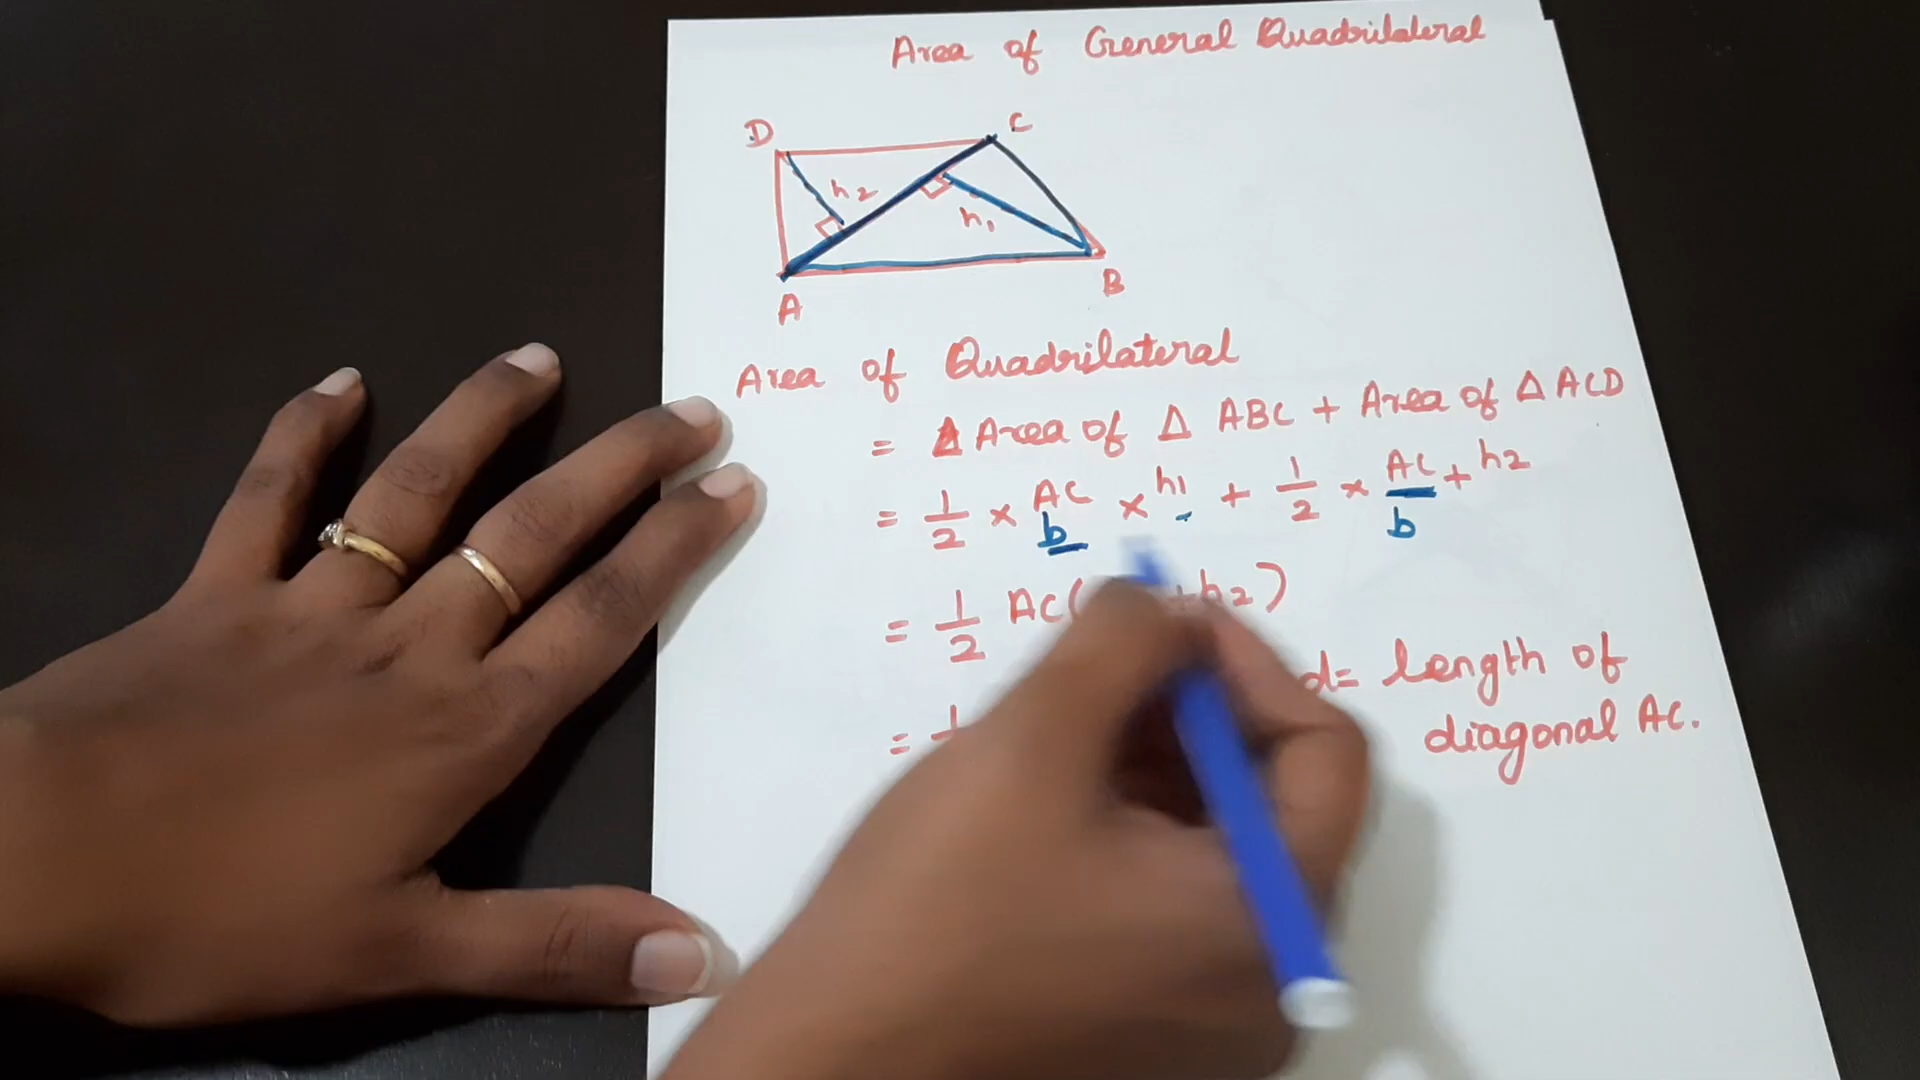 Area of General Quadrilateral
D
C
h2
h1
A
B
Area of Quadrilateral
= Δ Area of Δ ABC + Area of Δ ACD
= 1/2 × AC × h1 + 1/2 × AC + h2
b
b
= 1/2 AC( +h2)
d= length of
diagonal AC.
=